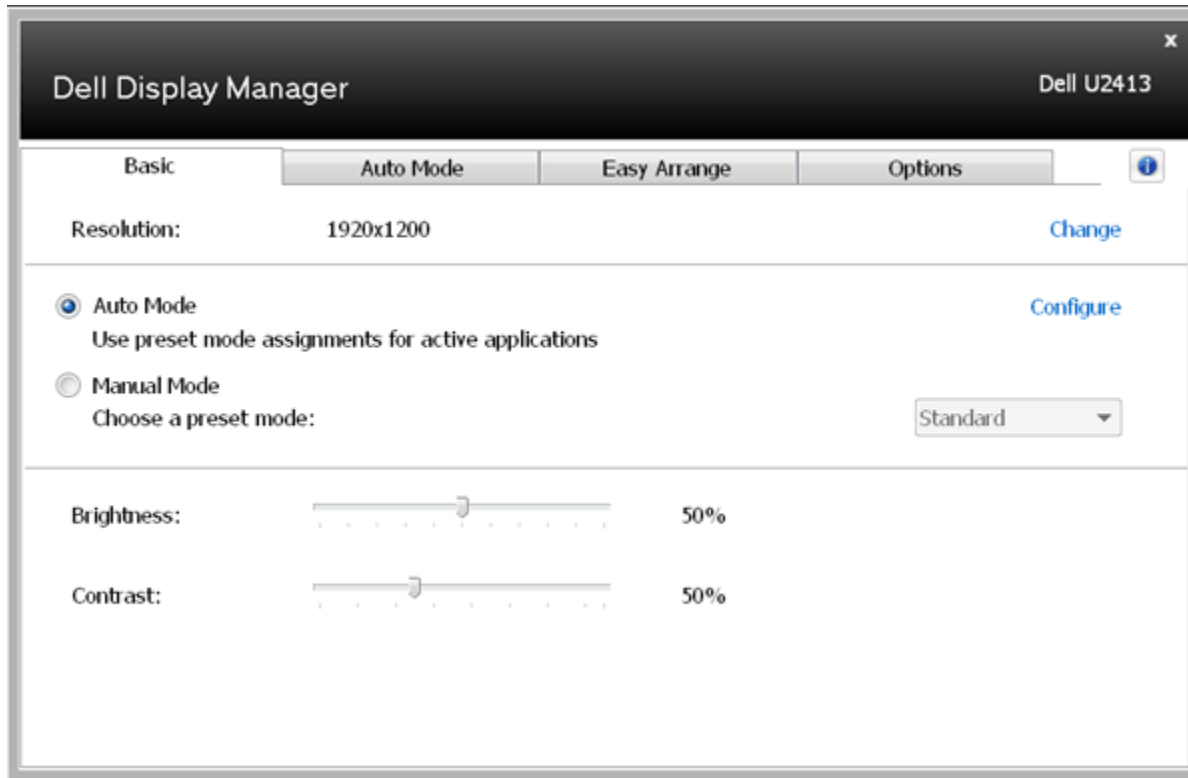 x
Dell Display Manager Dell U2413
Basic Auto Mode Easy Arrange Options
Resolution: 1920x1200 Change
Auto Mode Configure
Use preset mode assignments for active applications
Manual Mode
Choose a preset mode: Standard
Brightness: 50%
Contrast: 50%